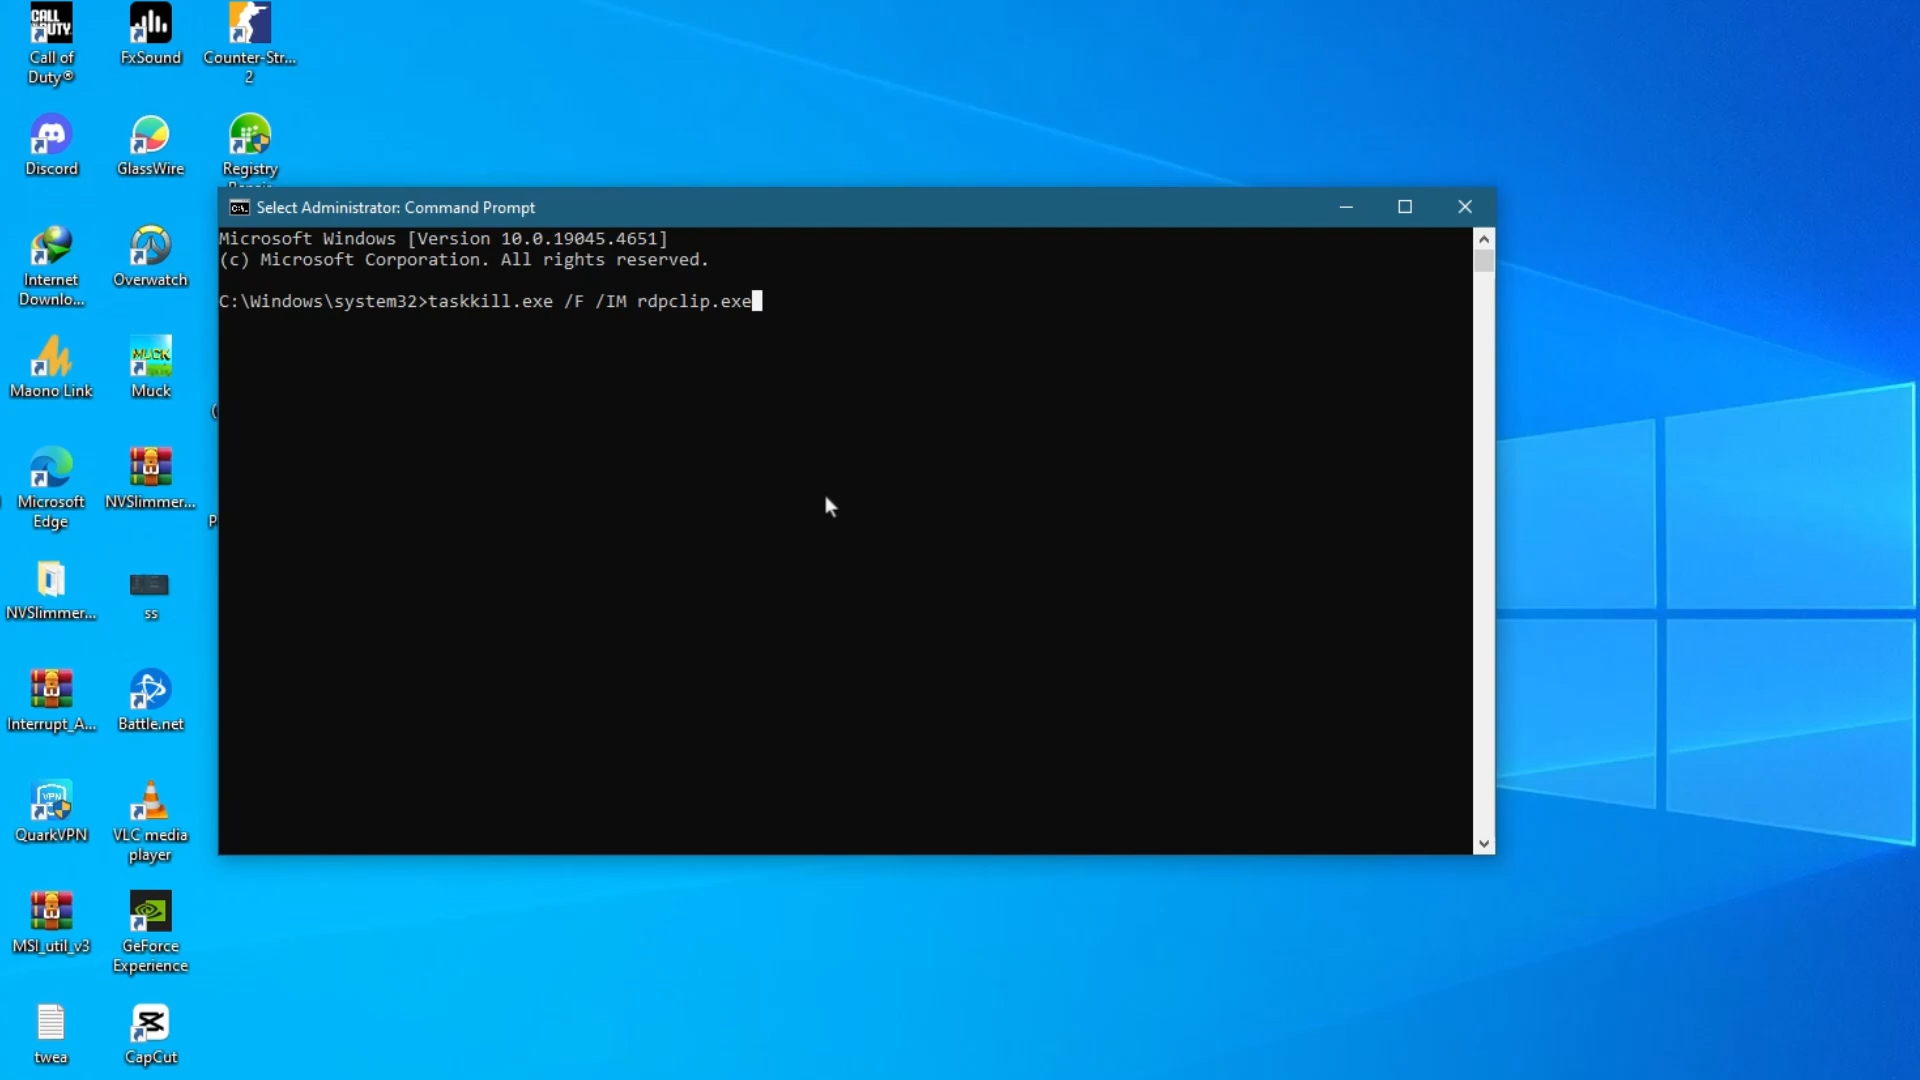 Call of
Duty®
FxSound
Counter-Str...
2
Discord
GlassWire
Registry
Internet
Downlo...
Overwatch
Maono Link
MUCK
Muck
Microsoft
Edge
NVSlimmer...
NVSlimmer...
ss
Interrupt_A...
Battle.net
VPN
QuarkVPN
VLC media
player
MSI_util_v3
GeForce
Experience
twea
CapCut
Select Administrator: Command Prompt
Microsoft Windows [Version 10.0.19045.4651]
(c) Microsoft Corporation. All rights reserved.
C:\Windows\system32>taskkill.exe /F /IM rdpclip.exe